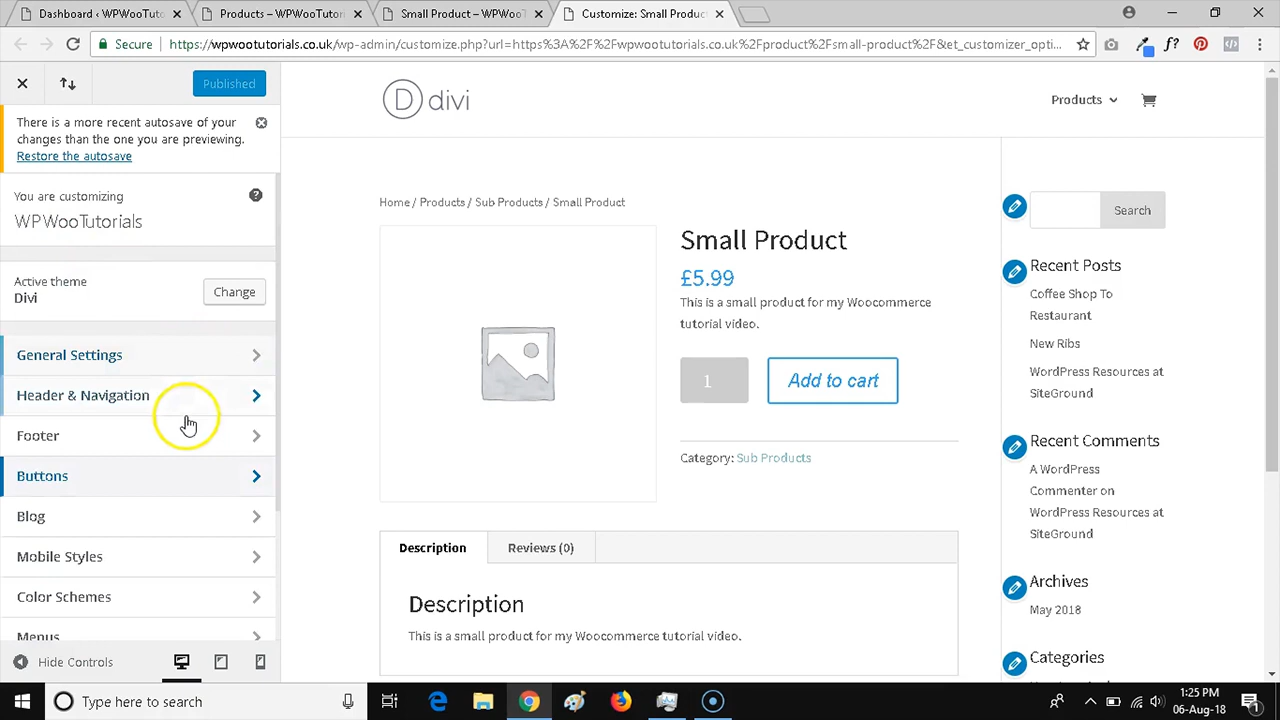 Dashboard ‹ WPWooTutor
Products – WPWooTutor
Small Product – WPWooT
Customize: Small Product
Secure
https://wpwootutorials.co.uk/wp-admin/customize.php?url=https%3A%2F%2Fwpwootutorials.co.uk%2Fproduct%2Fsmall-product%2F&et_customizer_opti...
f?
Published
There is a more recent autosave of your
changes than the one you are previewing.
Restore the autosave
You are customizing
WPWooTutorials
Active theme
Divi
Change
General Settings
Header & Navigation
Footer
Buttons
Blog
Mobile Styles
Color Schemes
Menus
Hide Controls
D divi
Products
Home / Products / Sub Products / Small Product
Small Product
£5.99
This is a small product for my Woocommerce
tutorial video.
1
Add to cart
Category: Sub Products
Description
Reviews (0)
Description
This is a small product for my Woocommerce tutorial video.
Search
Recent Posts
Coffee Shop To
Restaurant
New Ribs
WordPress Resources at
SiteGround
Recent Comments
A WordPress
Commenter on
WordPress Resources at
SiteGround
Archives
May 2018
Categories
Type here to search
1:25 PM
06-Aug-18
1